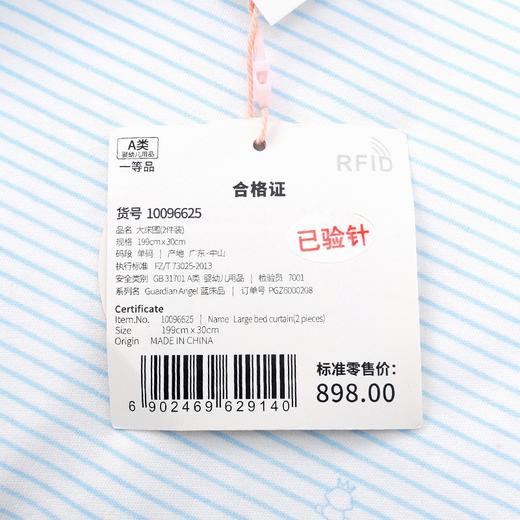 A类
婴幼儿用品
一等品
RFID
合格证
货号 10096625
品名 大床围(2件装)
规格 199cm x 30cm
码段 单码 | 产地 广东·中山
执行标准 FZ/T 73025-2013
安全类别 GB 31701 A类 婴幼儿用品 | 检验员 7001
系列名 Guardian Angel 蓝床品 | 订单号 PGZ6000208
已验针
Certificate
Item.No. 10096625 | Name Large bed curtain(2 pieces)
Size 199cm x 30cm
Origin MADE IN CHINA
标准零售价:
898.00
6 902469 629140